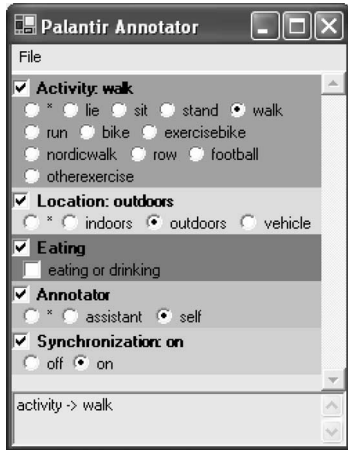 Palantir Annotator
File
Activity: walk
* lie sit stand walk
run bike exercisebike
nordicwalk row football
otherexercise
Location: outdoors
* indoors outdoors vehicle
Eating
eating or drinking
Annotator
* assistant self
Synchronization: on
off on
activity -> walk